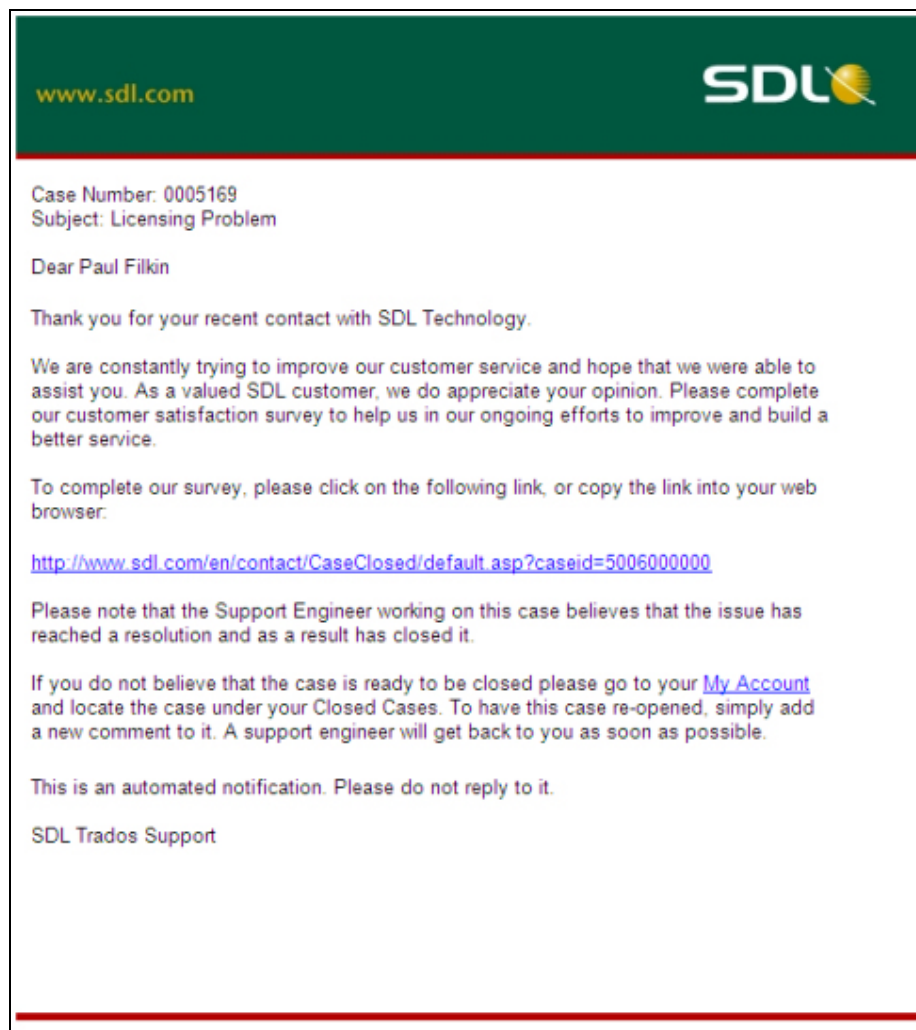 www.sdl.com
SDL
Case Number: 0005169
Subject: Licensing Problem
Dear Paul Filkin
Thank you for your recent contact with SDL Technology.
We are constantly trying to improve our customer service and hope that we were able to
assist you. As a valued SDL customer, we do appreciate your opinion. Please complete
our customer satisfaction survey to help us in our ongoing efforts to improve and build a
better service.
To complete our survey, please click on the following link, or copy the link into your web
browser:
http://www.sdl.com/en/contact/CaseClosed/default.asp?caseid=5006000000
Please note that the Support Engineer working on this case believes that the issue has
reached a resolution and as a result has closed it.
If you do not believe that the case is ready to be closed please go to your My Account
and locate the case under your Closed Cases. To have this case re-opened, simply add
a new comment to it. A support engineer will get back to you as soon as possible.
This is an automated notification. Please do not reply to it.
SDL Trados Support